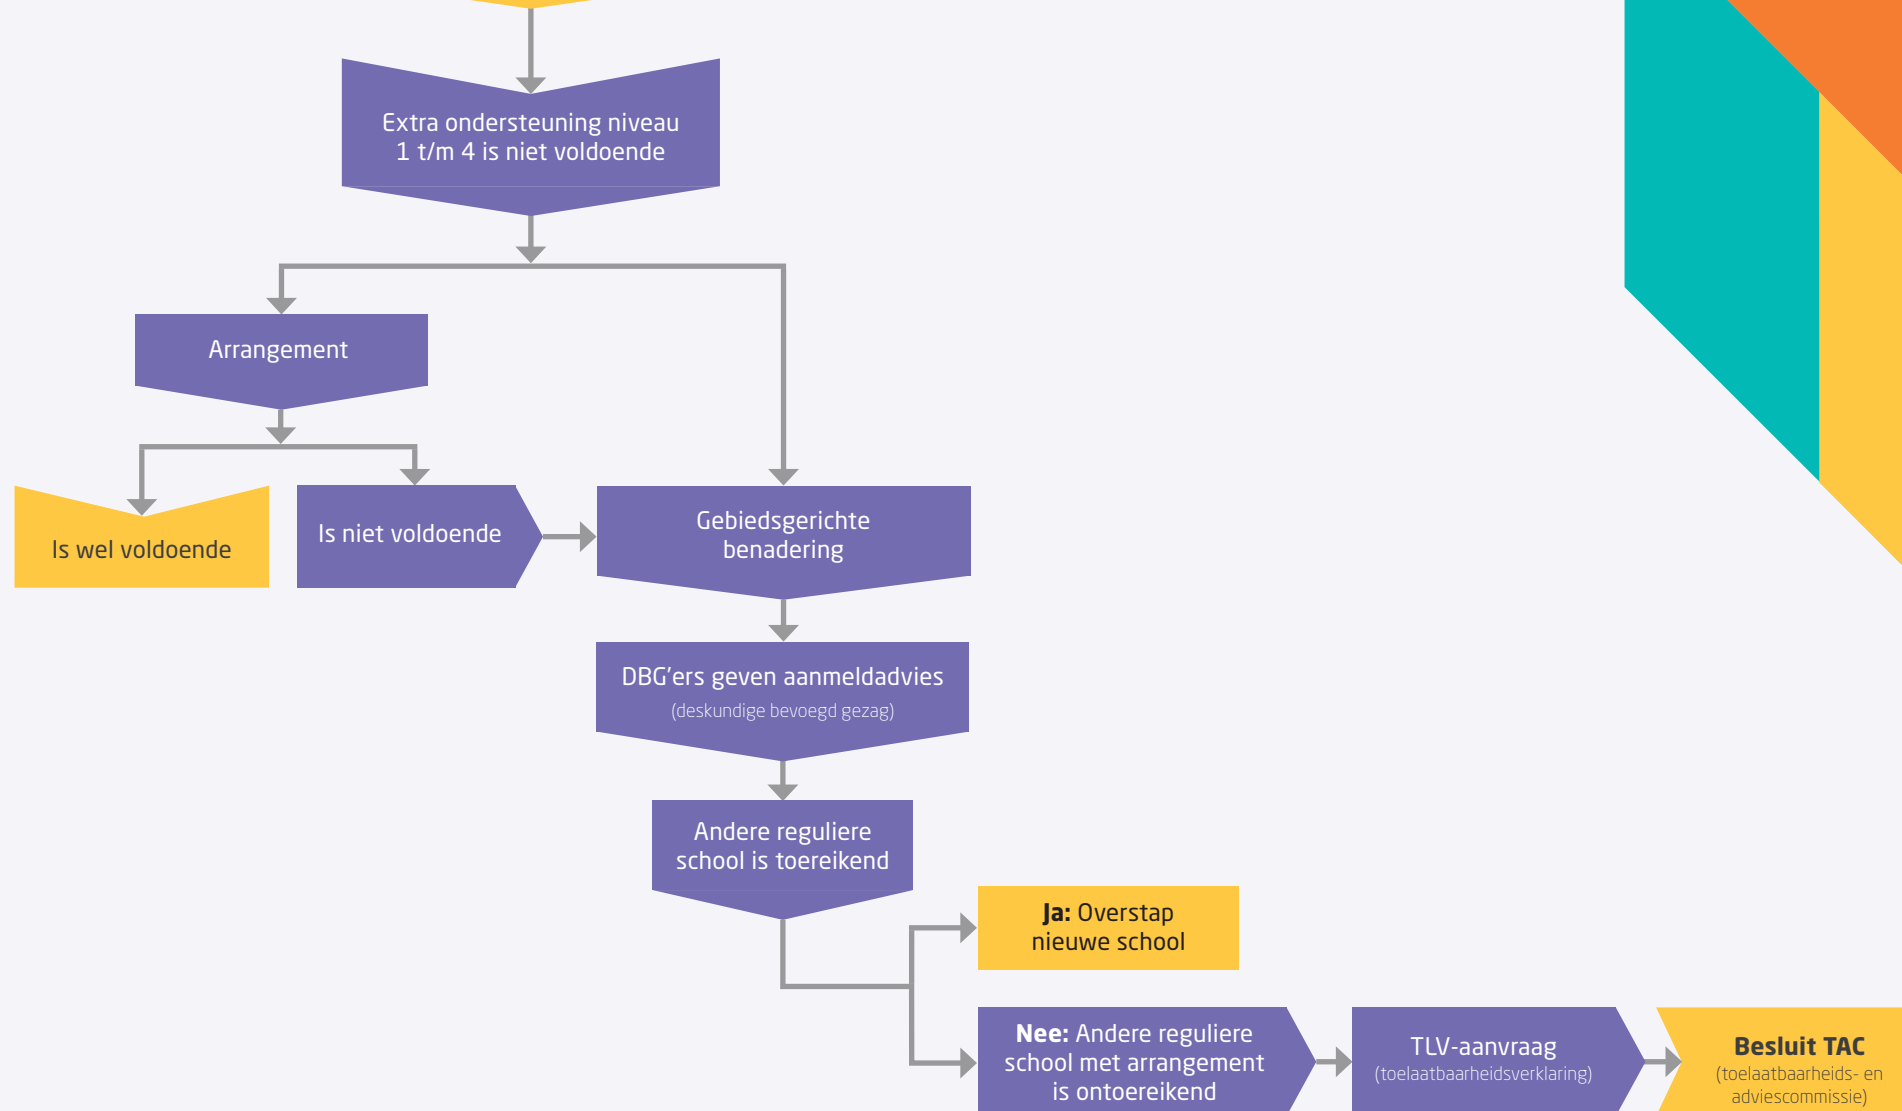 Extra ondersteuning niveau
1 t/m 4 is niet voldoende
Arrangement
Is wel voldoende
Is niet voldoende
Gebiedsgerichte
benadering
DBG'ers geven aanmeldadvies
(deskundige bevoegd gezag)
Andere reguliere
school is toereikend
Ja: Overstap
nieuwe school
Nee: Andere reguliere
school met arrangement
is ontoereikend
TLV-aanvraag
(toelaatbaarheidsverklaring)
Besluit TAC
(toelaatbaarheids- en
adviescommissie)